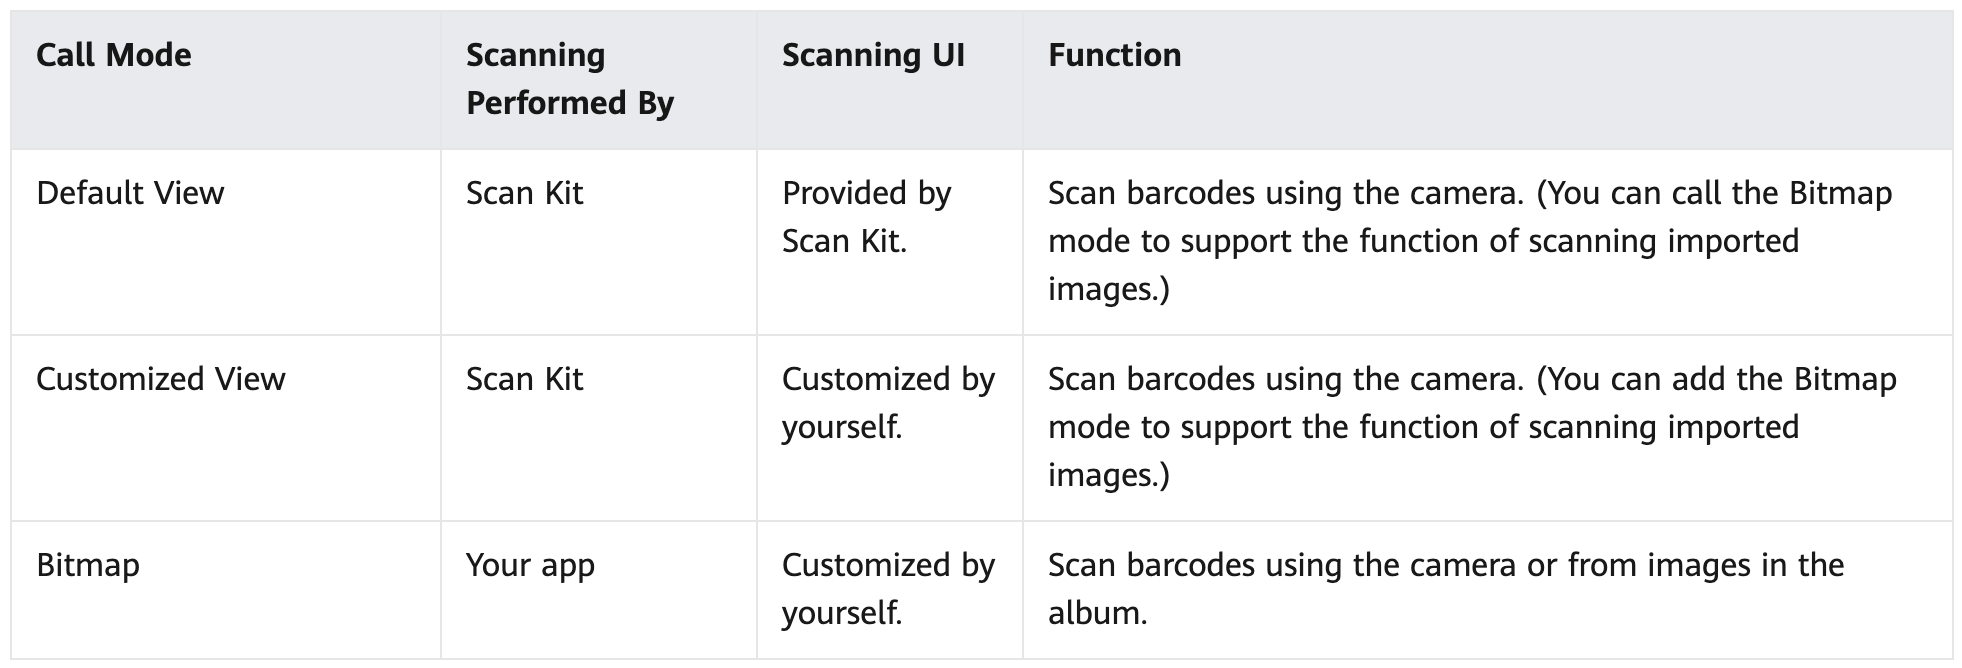 Call Mode
Scanning
Performed By
Scanning UI
Function
Default View
Scan Kit
Provided by
Scan Kit.
Scan barcodes using the camera. (You can call the Bitmap
mode to support the function of scanning imported
images.)
Customized View
Scan Kit
Customized by
yourself.
Scan barcodes using the camera. (You can add the Bitmap
mode to support the function of scanning imported
images.)
Bitmap
Your app
Customized by
yourself.
Scan barcodes using the camera or from images in the
album.